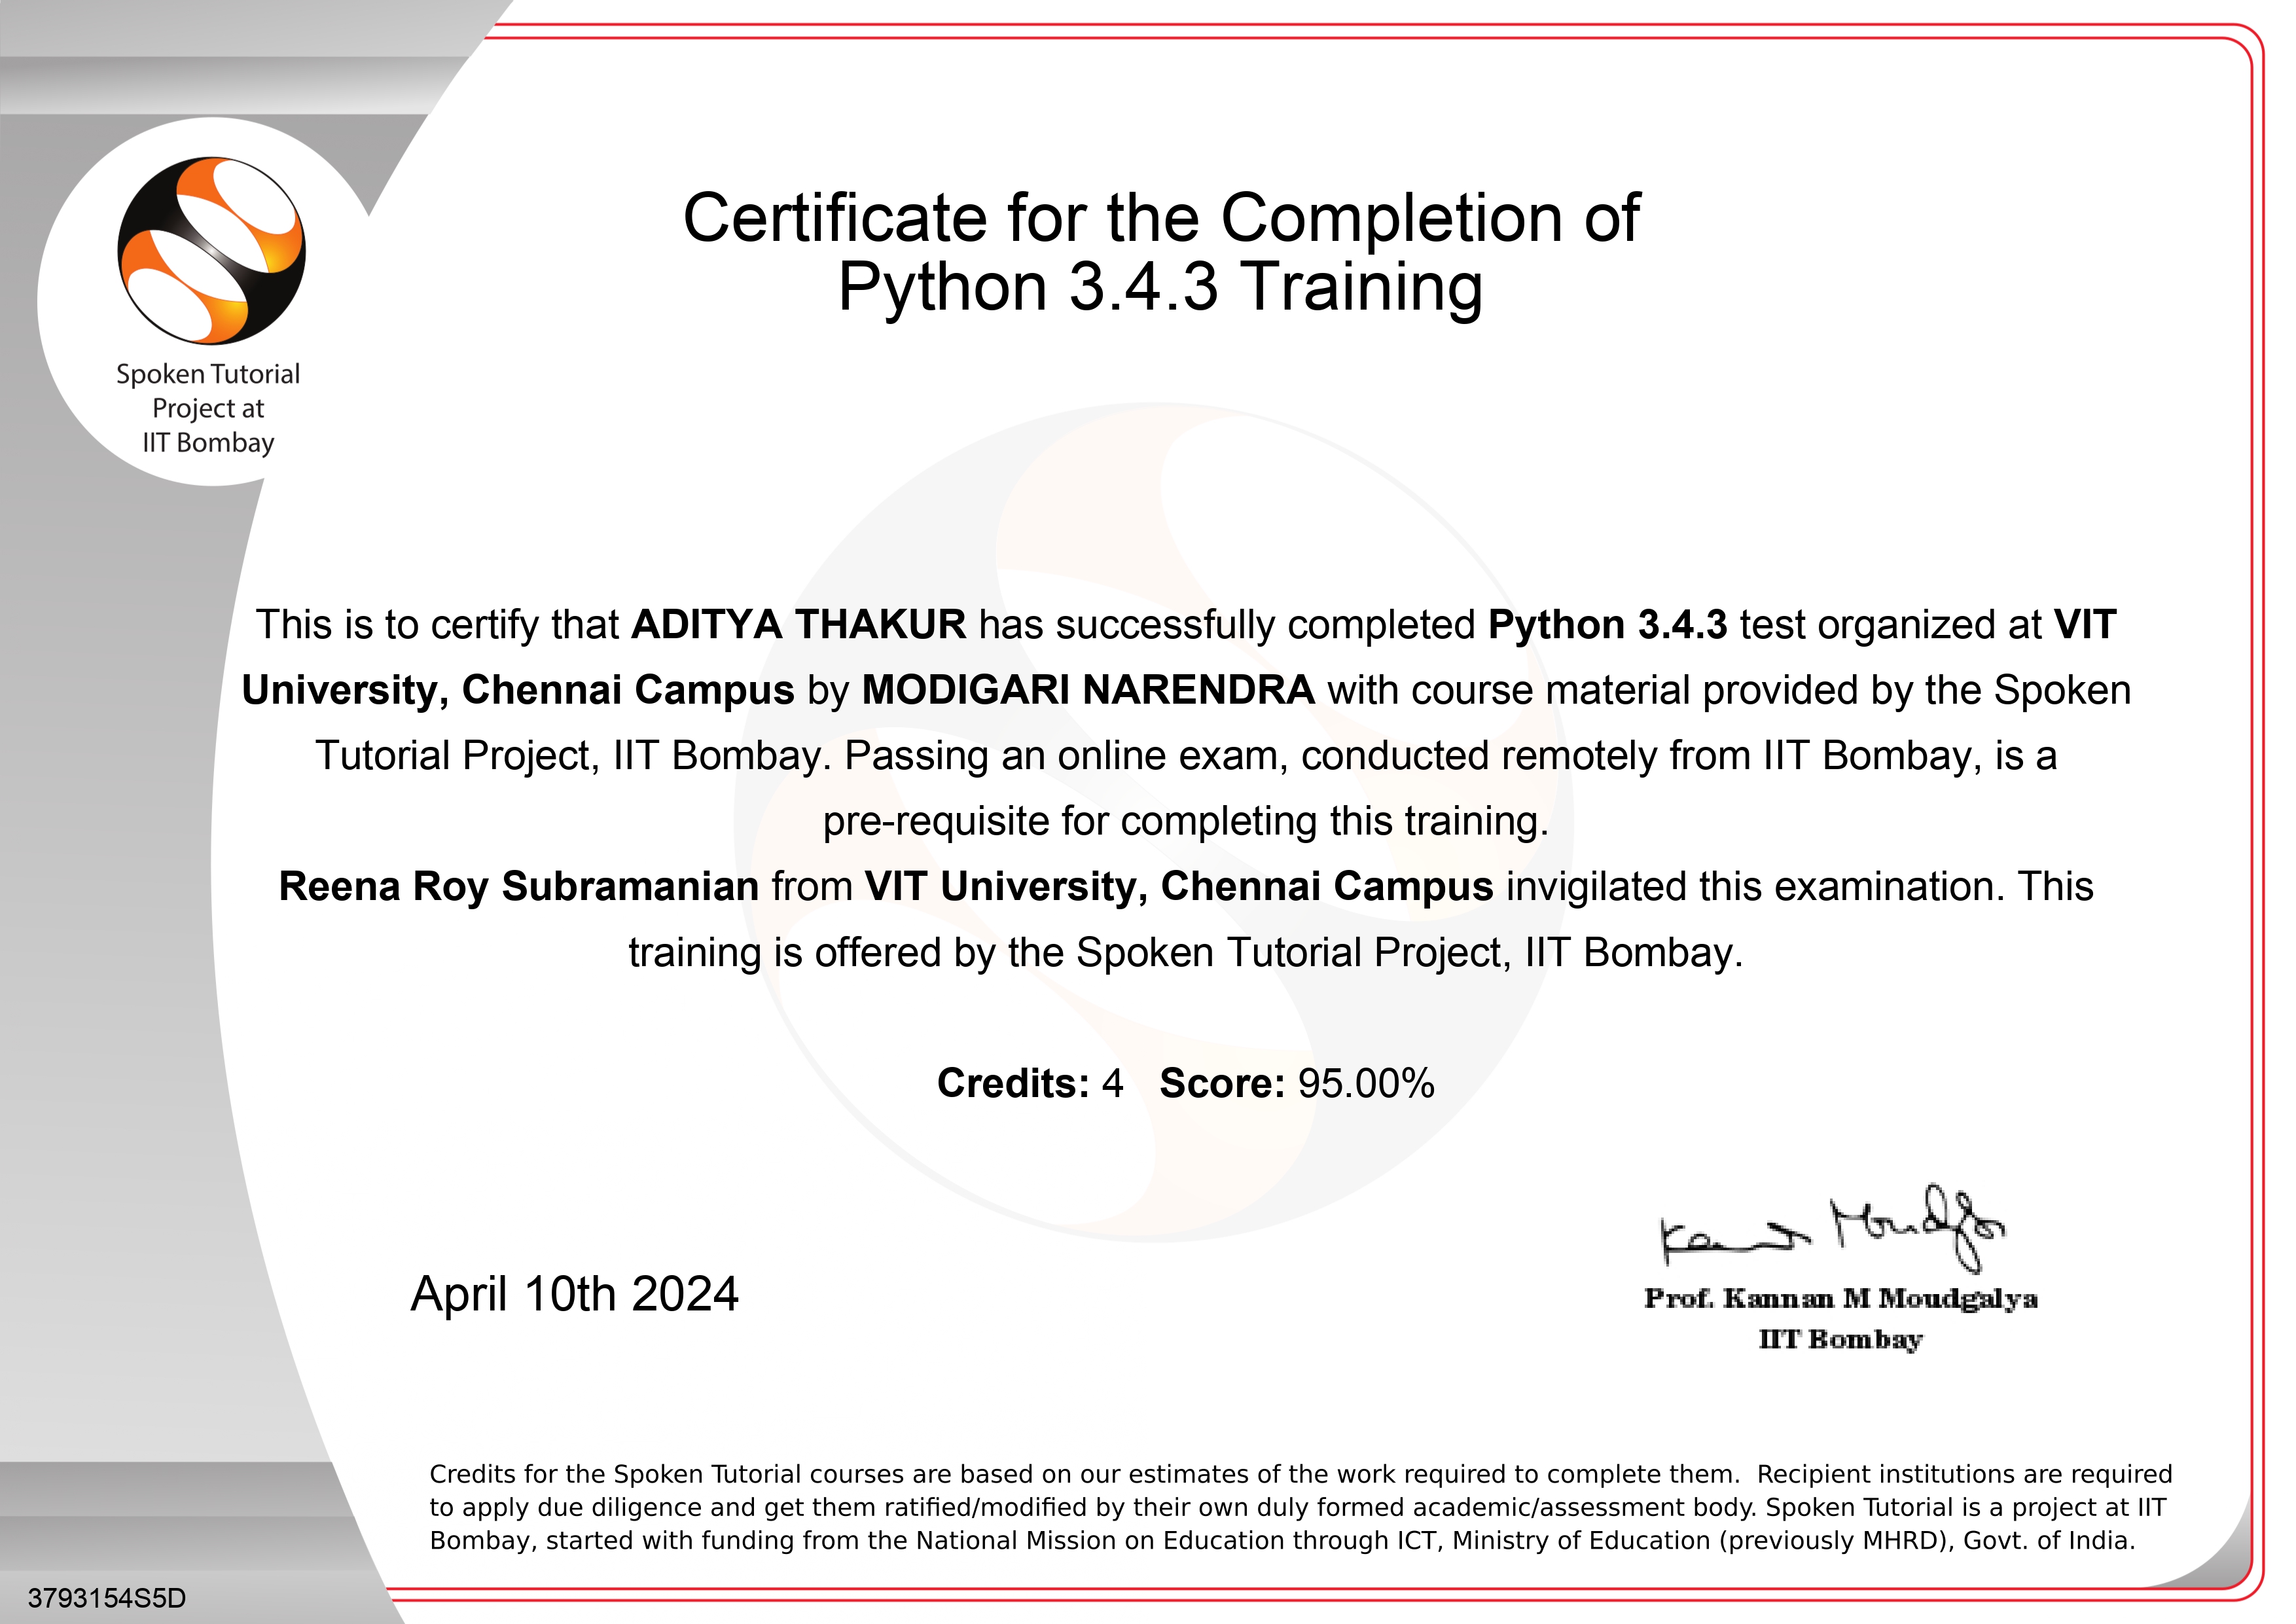 Certificate for the Completion of
Python 3.4.3 Training
Spoken Tutorial
Project at
IIT Bombay
This is to certify that ADITYA THAKUR has successfully completed Python 3.4.3 test organized at VIT
University, Chennai Campus by MODIGARI NARENDRA with course material provided by the Spoken
Tutorial Project, IIT Bombay. Passing an online exam, conducted remotely from IIT Bombay, is a
pre-requisite for completing this training.
Reena Roy Subramanian from VIT University, Chennai Campus invigilated this examination. This
training is offered by the Spoken Tutorial Project, IIT Bombay.
Credits: 4 Score: 95.00%
April 10th 2024
Kannan Moudgalya
Prof. Kannan M Moudgalya
IIT Bombay
Credits for the Spoken Tutorial courses are based on our estimates of the work required to complete them. Recipient institutions are required
to apply due diligence and get them ratified/modified by their own duly formed academic/assessment body. Spoken Tutorial is a project at IIT
Bombay, started with funding from the National Mission on Education through ICT, Ministry of Education (previously MHRD), Govt. of India.
3793154S5D